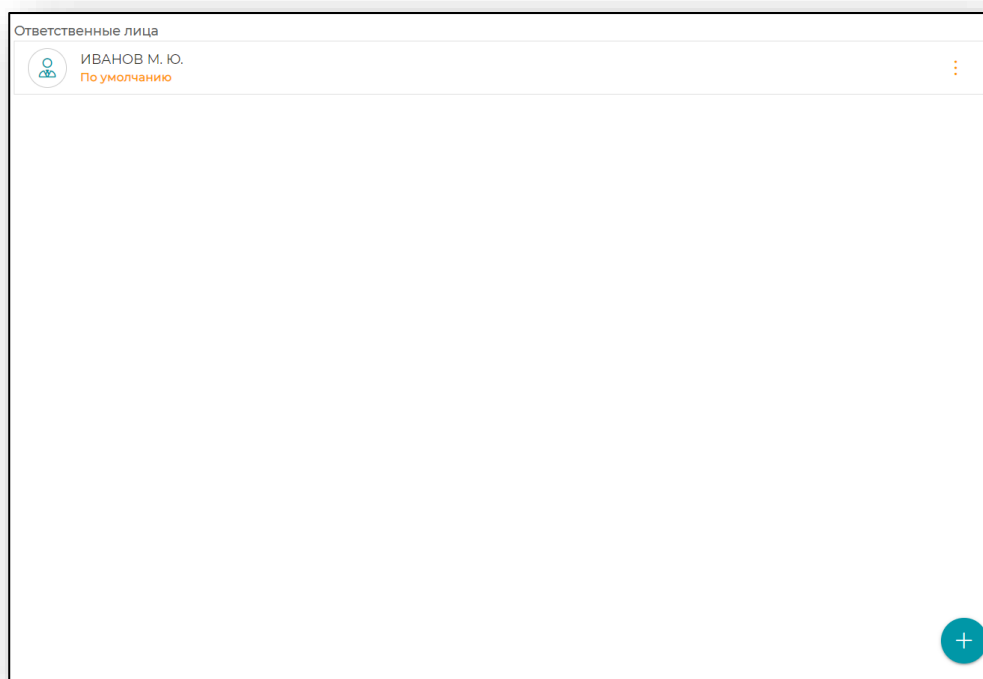 Ответственные лица
ИВАНОВ М. Ю.
По умолчанию